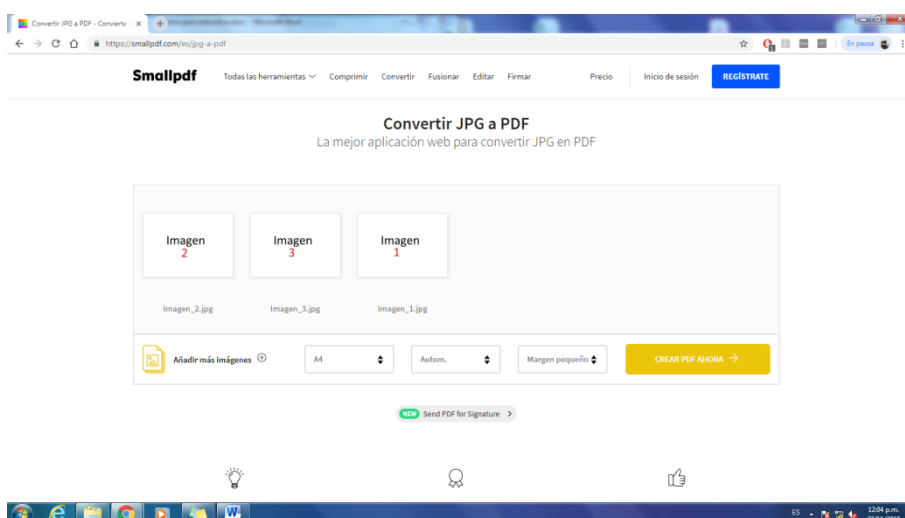 Convertir JPG a PDF - Convierte
https://smallpdf.com/es/jpg-a-pdf
En pausa
Smallpdf Todas las herramientas Comprimir Convertir Fusionar Editar Firmar Precio Inicio de sesión REGÍSTRATE
Convertir JPG a PDF
La mejor aplicación web para convertir JPG en PDF
Imagen 2
Imagen 3
Imagen 1
Imagen_2.jpg Imagen_3.jpg Imagen_1.jpg
Añadir más imágenes A4 Autom. Margen pequeño CREAR PDF AHORA
NEW Send PDF for Signature
ES 12:04 p.m.